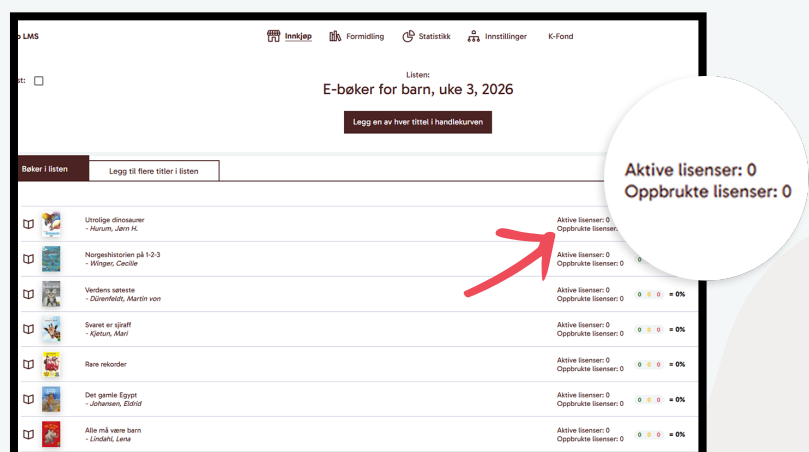 LMS
Innkjøp
Formidling
Statistikk
Innstillinger
K-Fond
Listen:
E-bøker for barn, uke 3, 2026
Legg en av hver tittel i handlekurven
Bøker i listen
Legg til flere titler i listen
Aktive lisenser: 0
Oppbrukte lisenser: 0
Utrolige dinosaurer
- Hurum, Jørn H.
Aktive lisenser: 0
Oppbrukte lisenser:
Norgeshistorien på 1-2-3
- Winger, Cecilie
Aktive lisenser: 0
Oppbrukte lisenser: 0
0
Verdens søteste
- Dürenfeldt, Martin von
Aktive lisenser: 0
Oppbrukte lisenser: 0
0 0 0 = 0%
Svaret er sjiraff
- Kjetun, Mari
Aktive lisenser: 0
Oppbrukte lisenser: 0
0 0 0 = 0%
Rare rekorder
Aktive lisenser: 0
Oppbrukte lisenser: 0
0 0 0 = 0%
Det gamle Egypt
- Johansen, Eldrid
Aktive lisenser: 0
Oppbrukte lisenser: 0
0 0 0 = 0%
Alle må være barn
- Lindahl, Lena
Aktive lisenser: 0
Oppbrukte lisenser: 0
0 0 0 = 0%